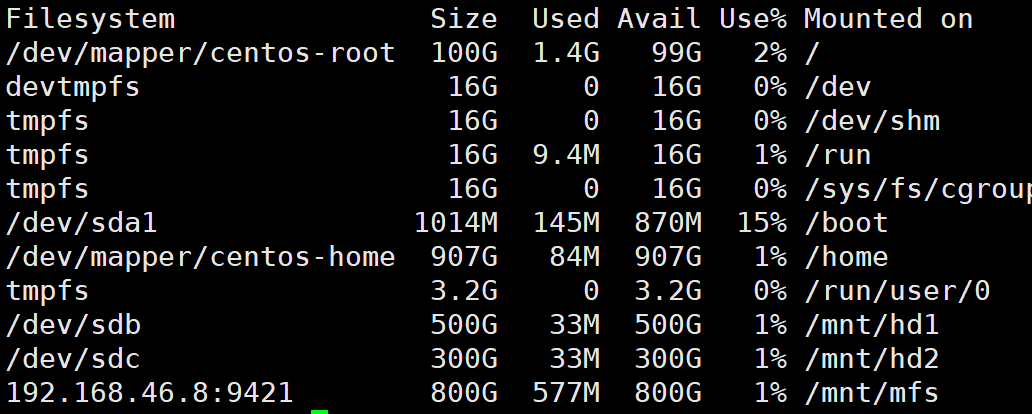 Filesystem Size Used Avail Use% Mounted on
/dev/mapper/centos-root 100G 1.4G 99G 2% /
devtmpfs 16G 0 16G 0% /dev
tmpfs 16G 0 16G 0% /dev/shm
tmpfs 16G 9.4M 16G 1% /run
tmpfs 16G 0 16G 0% /sys/fs/cgroup
/dev/sda1 1014M 145M 870M 15% /boot
/dev/mapper/centos-home 907G 84M 907G 1% /home
tmpfs 3.2G 0 3.2G 0% /run/user/0
/dev/sdb 500G 33M 500G 1% /mnt/hd1
/dev/sdc 300G 33M 300G 1% /mnt/hd2
192.168.46.8:9421 800G 577M 800G 1% /mnt/mfs